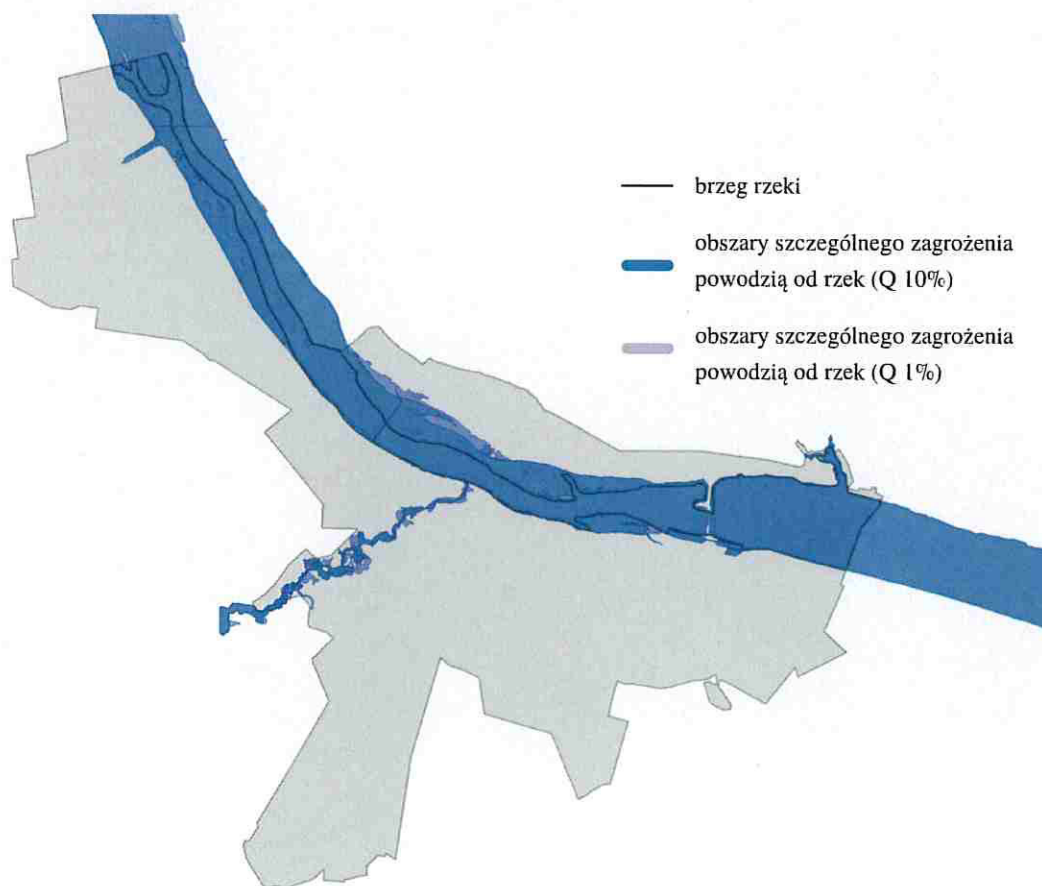 brzeg rzeki
obszary szczególnego zagrożenia
powodzią od rzek (Q 10%)
obszary szczególnego zagrożenia
powodzią od rzek (Q 1%)